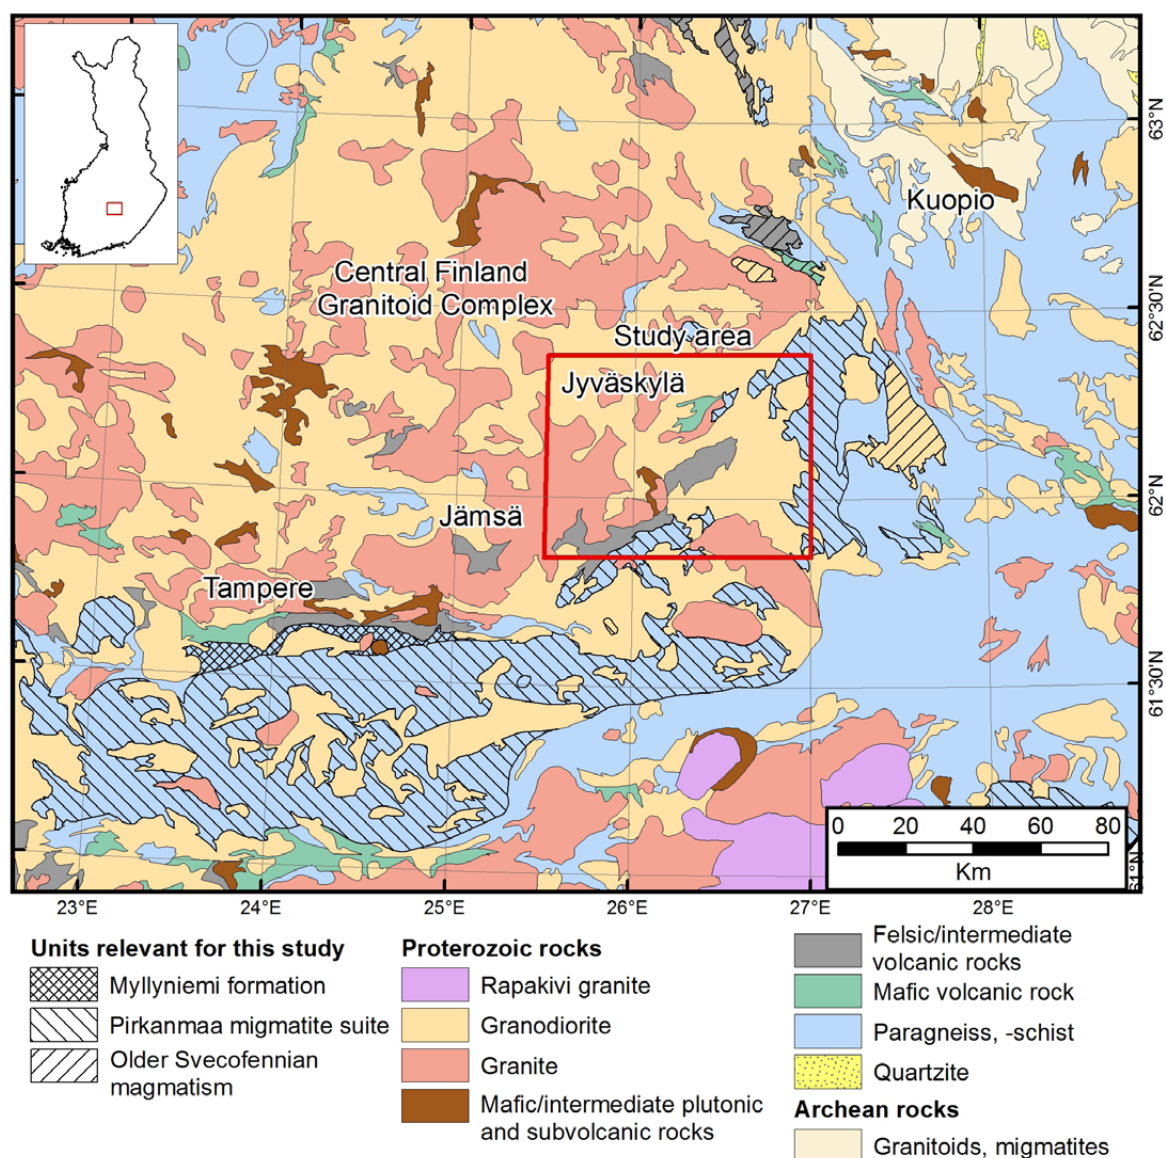 Kuopio
Central Finland
Granitoid Complex
Study area
Jyväskylä
Jämsä
Tampere
63°N
62°30'N
62°N
61°30'N
61°N
0 20 40 60 80
Km
23°E 24°E 25°E 26°E 27°E 28°E
Units relevant for this study
Myllyniemi formation
Pirkanmaa migmatite suite
Older Svecofennian
magmatism
Proterozoic rocks
Rapakivi granite
Granodiorite
Granite
Mafic/intermediate plutonic
and subvolcanic rocks
Felsic/intermediate
volcanic rocks
Mafic volcanic rock
Paragneiss, -schist
Quartzite
Archean rocks
Granitoids, migmatites